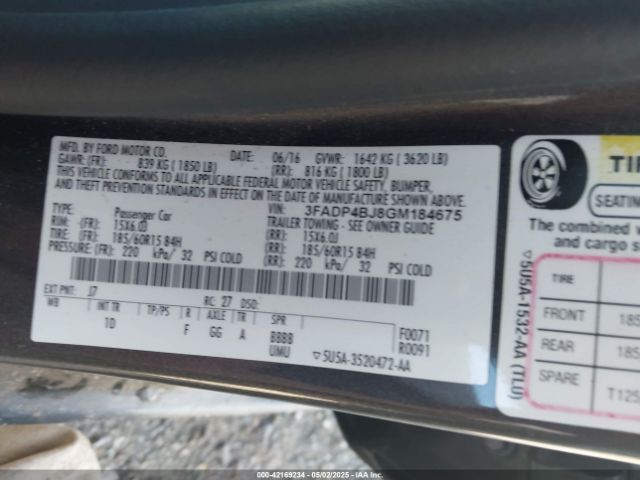 MFD. BY FORD MOTOR CO.
DATE: 06/16 GVWR: 1642 KG ( 3620 LB)
GAWR: (FR): 839 KG ( 1850 LB) (RR): 816 KG ( 1800 LB)
THIS VEHICLE CONFORMS TO ALL APPLICABLE FEDERAL MOTOR VEHICLE SAFETY, BUMPER,
AND THEFT PREVENTION STANDARDS IN EFFECT ON THE DATE OF MANUFACTURE SHOWN ABOVE.
VIN: 3FADP4BJ8GM184675
TYPE: Passenger Car TRAILER TOWING - SEE OWNER GUIDE
RIM: (FR): 15X6.0J (RR): 15X6.0J
TIRE: (FR): 185/60R15 84H (RR): 185/60R15 84H
PRESSURE: (FR): 220 kPa/ 32 PSI COLD (RR): 220 kPa/ 32 PSI COLD
EXT PNT: J7 RC: 27 DSO:
WB INT TR TP/PS R AXLE TR SPR
1D F GG A BBBB F0071
UMU R0091
▽5U5A-3520472-AA
TIR
SEATING
The combined
and cargo
▽5U5A-1532-AA (TLU)
TIRE
FRONT 185
REAR 185
SPARE T125
000-42169234 - 05/02/2025 - IAAI.COM